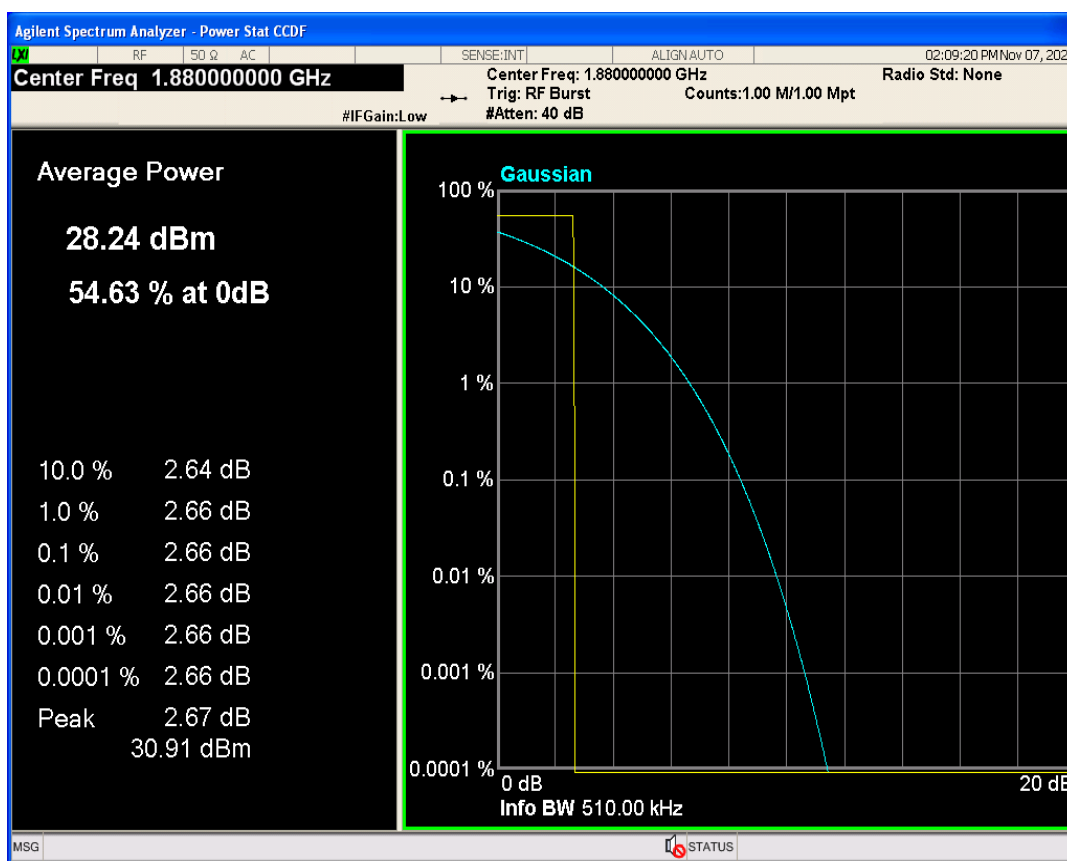 Agilent Spectrum Analyzer - Power Stat CCDF
LXI RF 50 Ω AC SENSE:INT ALIGN AUTO 02:09:20 PM Nov 07, 202
Center Freq 1.880000000 GHz
Center Freq: 1.880000000 GHz Radio Std: None
Trig: RF Burst Counts:1.00 M/1.00 Mpt
#IFGain:Low #Atten: 40 dB
Average Power
28.24 dBm
54.63 % at 0dB
10.0 % 2.64 dB
1.0 % 2.66 dB
0.1 % 2.66 dB
0.01 % 2.66 dB
0.001 % 2.66 dB
0.0001 % 2.66 dB
Peak 2.67 dB
30.91 dBm
Gaussian
100 %
10 %
1 %
0.1 %
0.01 %
0.001 %
0.0001 %
0 dB 20 dB
Info BW 510.00 kHz
MSG STATUS